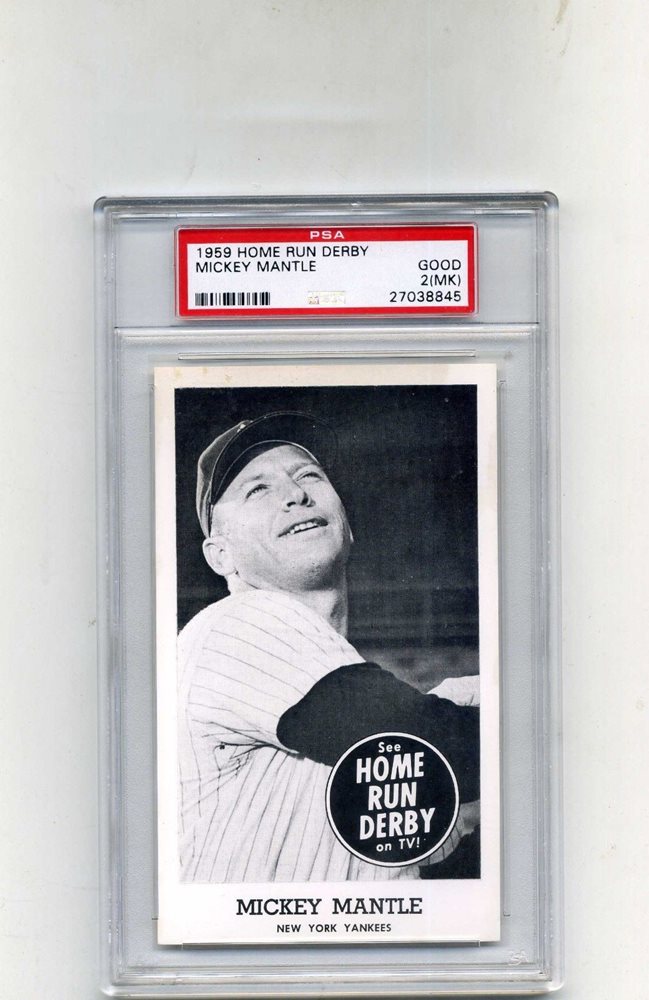 PSA
1959 HOME RUN DERBY
MICKEY MANTLE GOOD
2(MK)
27038845
See
HOME
RUN
DERBY
on TV!
MICKEY MANTLE
NEW YORK YANKEES